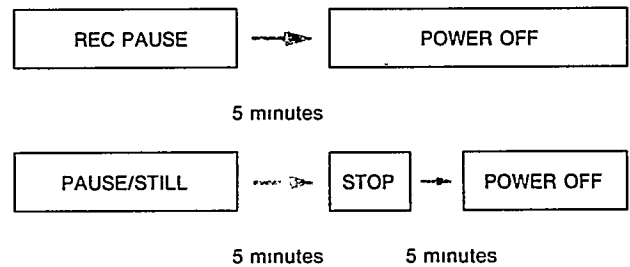 REC PAUSE POWER OFF
5 minutes
PAUSE/STILL STOP POWER OFF
5 minutes 5 minutes